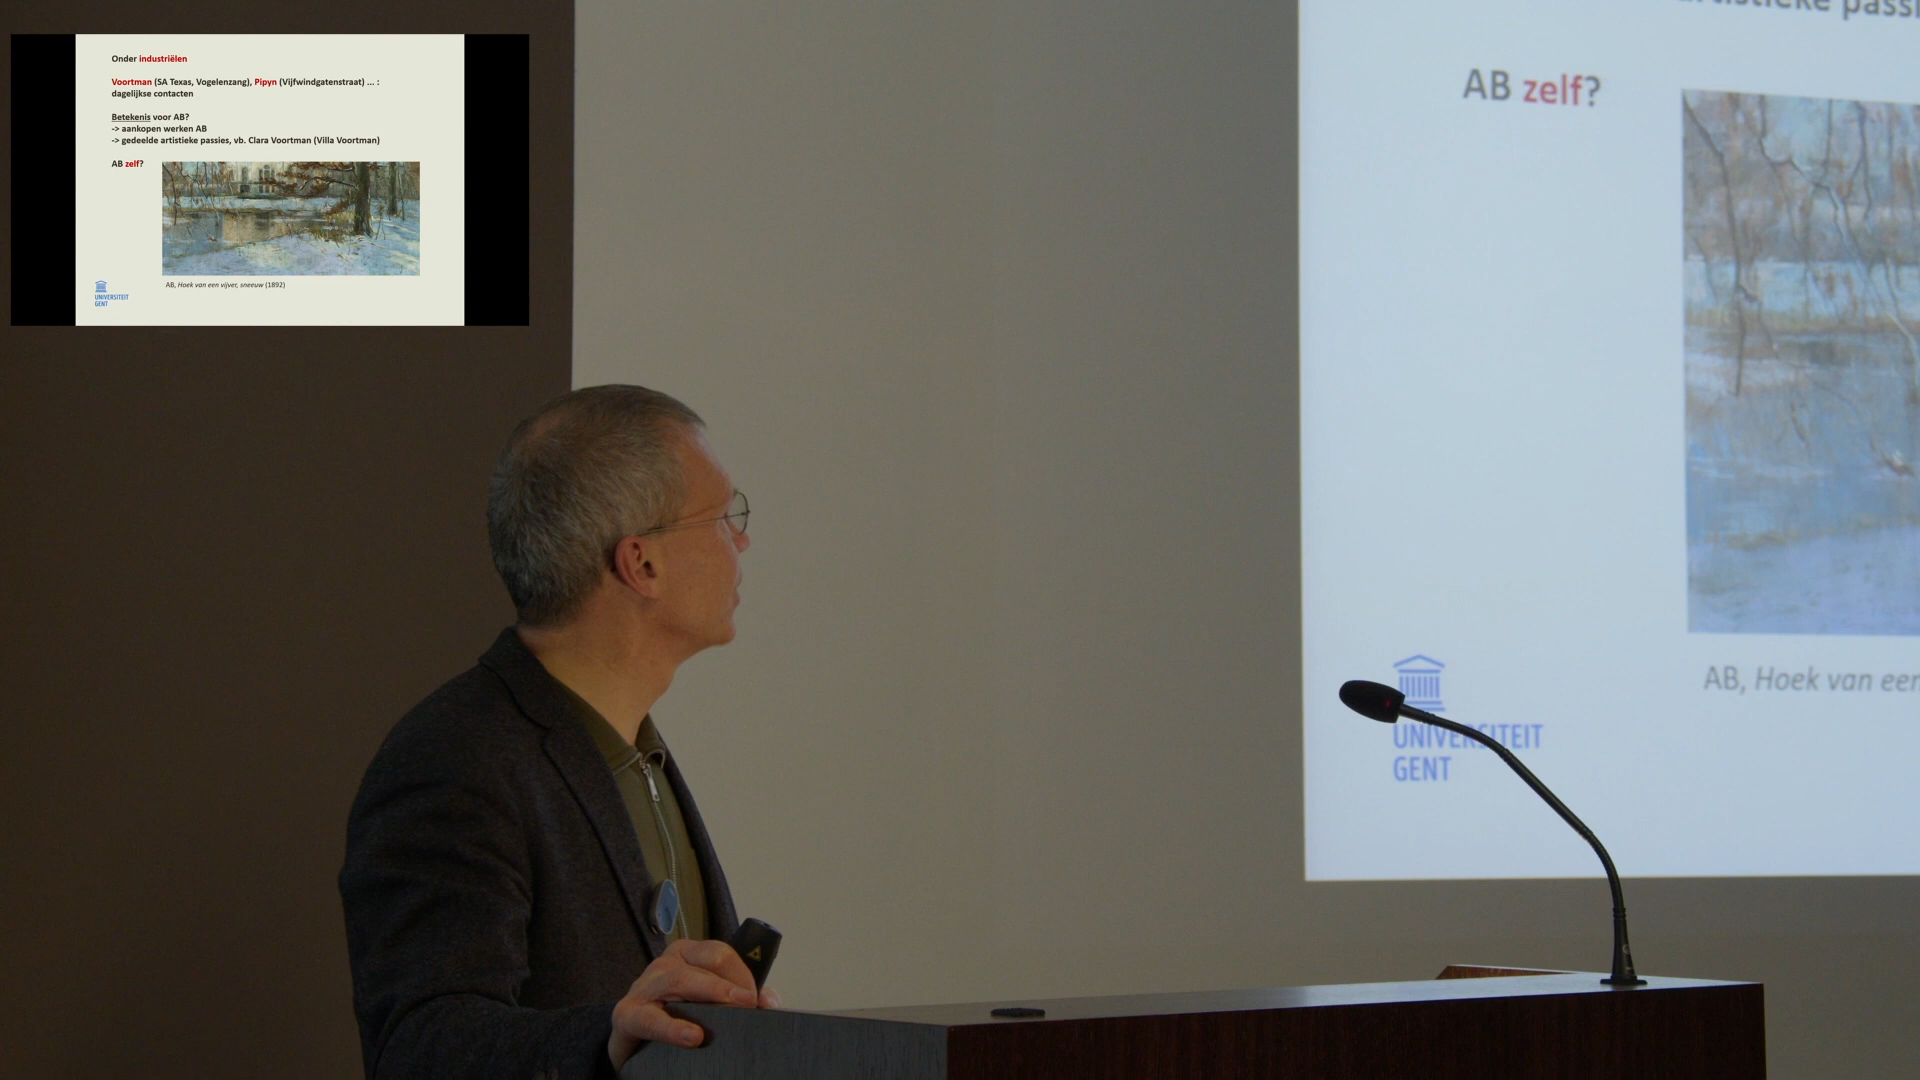 Onder industriëlen
Voortman (SA Texas, Vogelenzang), Pipyn (Vijfwindgatenstraat) ... :
dagelijkse contacten
Betekenis voor AB?
-> aankopen werken AB
-> gedeelde artistieke passies, vb. Clara Voortman (Villa Voortman)
AB zelf?
AB, Hoek van een vijver, sneeuw (1892)
UNIVERSITEIT
GENT
artistieke passi
AB zelf?
AB, Hoek van een
UNIVERSITEIT
GENT